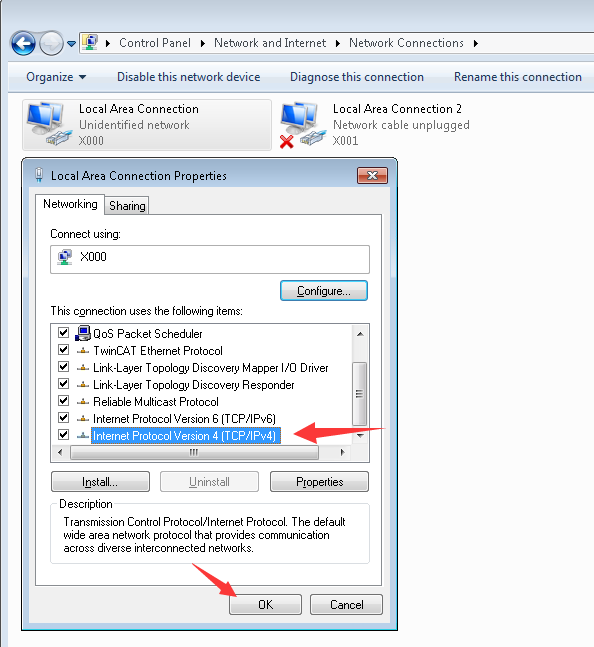 Control Panel Network and Internet Network Connections
Organize Disable this network device Diagnose this connection Rename this connection
Local Area Connection
Unidentified network
X000
Local Area Connection 2
Network cable unplugged
X001
Local Area Connection Properties
Networking Sharing
Connect using:
X000
Configure...
This connection uses the following items:
QoS Packet Scheduler
TwinCAT Ethernet Protocol
Link-Layer Topology Discovery Mapper I/O Driver
Link-Layer Topology Discovery Responder
Reliable Multicast Protocol
Internet Protocol Version 6 (TCP/IPv6)
Internet Protocol Version 4 (TCP/IPv4)
Install... Uninstall Properties
Description
Transmission Control Protocol/Internet Protocol. The default
wide area network protocol that provides communication
across diverse interconnected networks.
OK Cancel